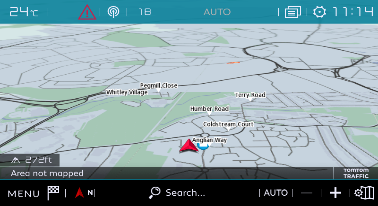 24°C 18 AUTO 11:14
Pegmill Close
Whitley Village
Torry Road
Humber Road
Coldstream Court
Anglian Way
272ft
Area not mapped
TOMTOM
TRAFFIC
MENU N Search... AUTO